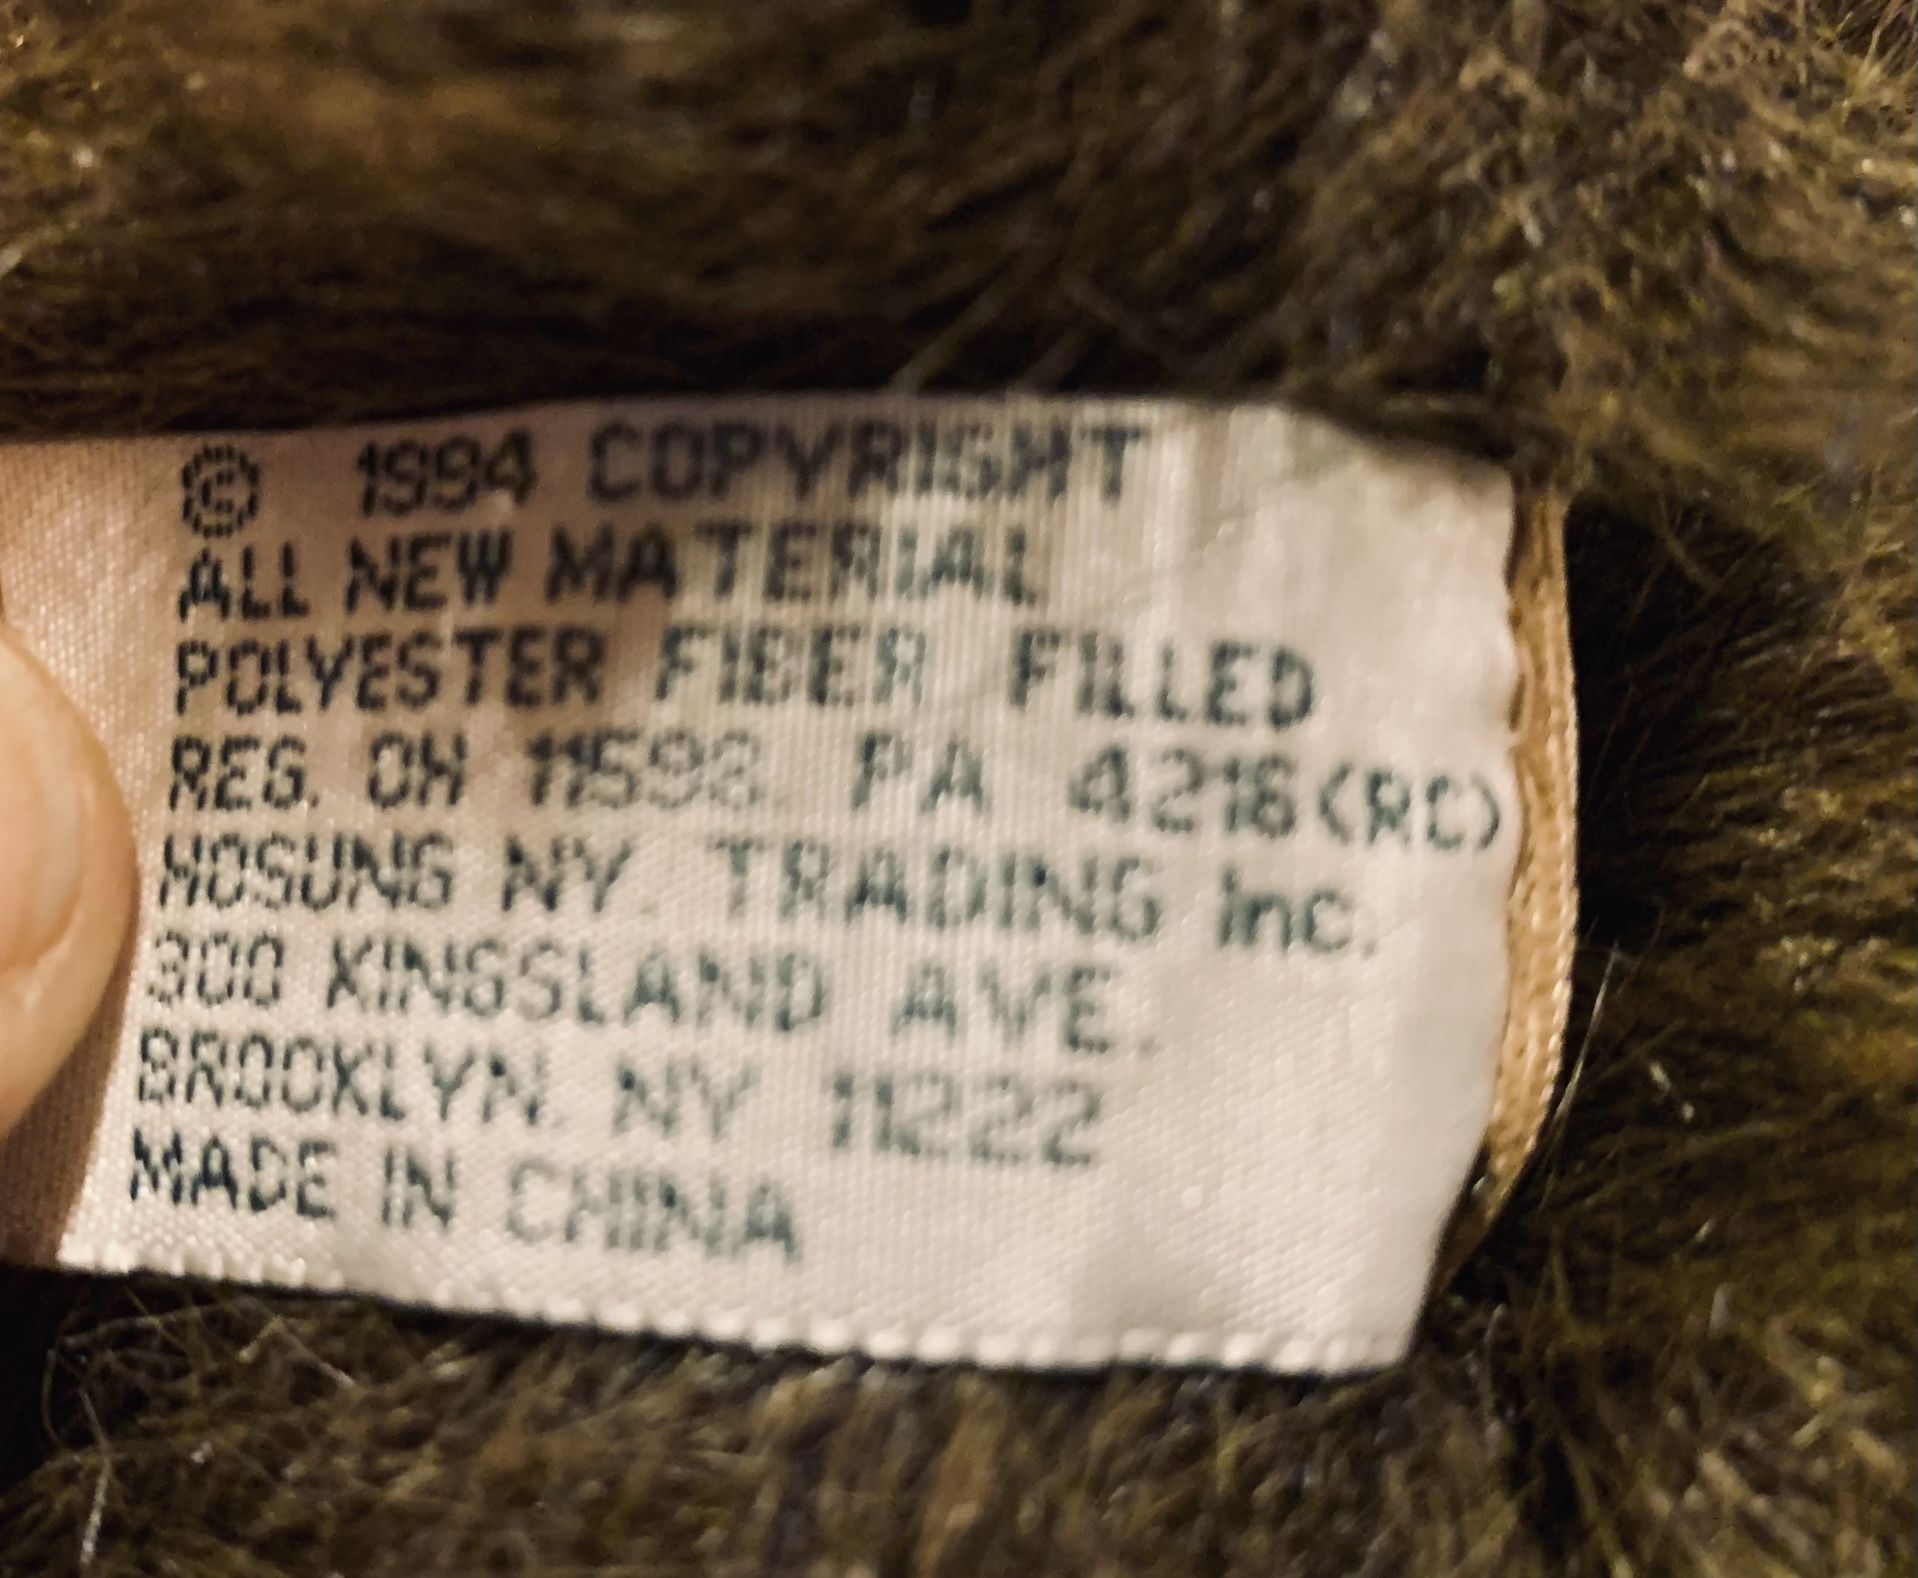 © 1994 COPYRIGHT
ALL NEW MATERIAL
POLYESTER FIBER FILLED
REG. OH 11598 PA 4216(RC)
HOSUNG NY. TRADING inc.
300 KINGSLAND AVE.
BROOKLYN. NY 11222
MADE IN CHINA